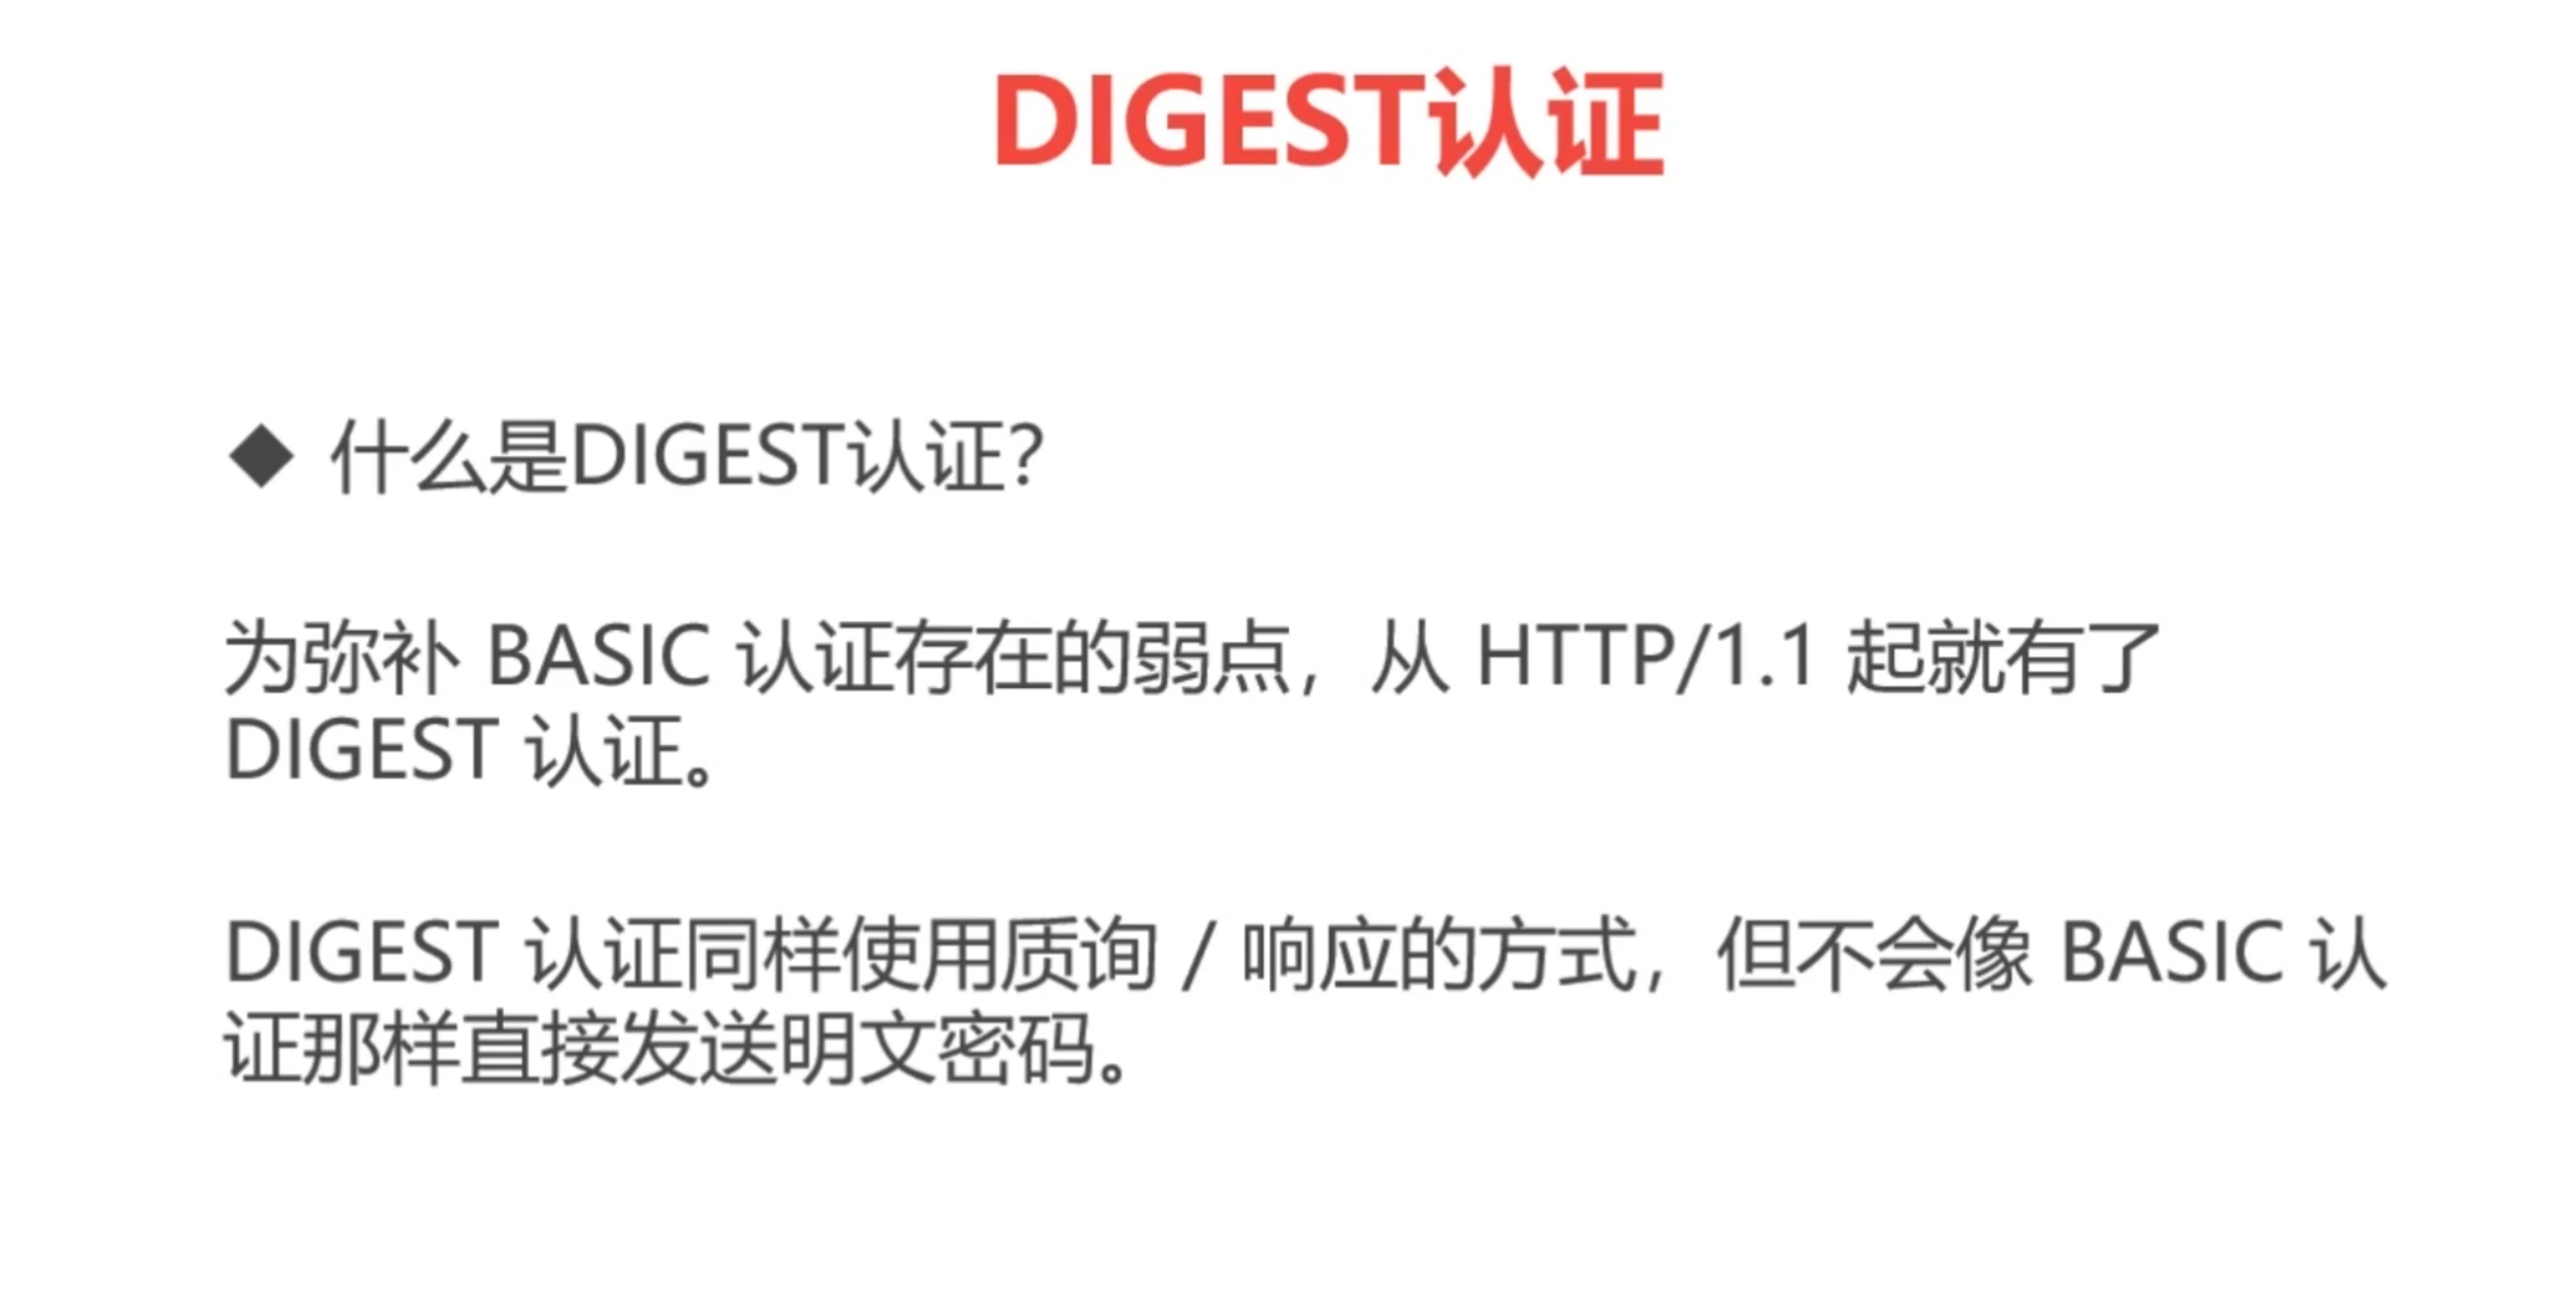 DIGEST认证
◆ 什么是DIGEST认证?
为弥补 BASIC 认证存在的弱点，从 HTTP/1.1 起就有了
DIGEST 认证。
DIGEST 认证同样使用质询 / 响应的方式，但不会像 BASIC 认
证那样直接发送明文密码。